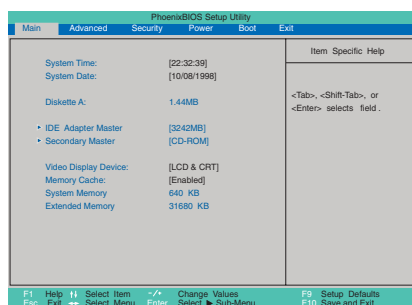 PhoenixBIOS Setup Utility
Main Advanced Security Power Boot Exit
Item Specific Help
System Time: [22:32:39]
System Date: [10/08/1998]
<Tab>, <Shift-Tab>, or
<Enter> selects field.
Diskette A: 1.44MB
IDE Adapter Master [3242MB]
Secondary Master [CD-ROM]
Video Display Device: [LCD & CRT]
Memory Cache: [Enabled]
System Memory 640 KB
Extended Memory 31680 KB
F1 Help ↑↓ Select Item -/+ Change Values F9 Setup Defaults
Esc Exit ↔ Select Menu Enter Select ▶ Sub-Menu F10 Save and Exit